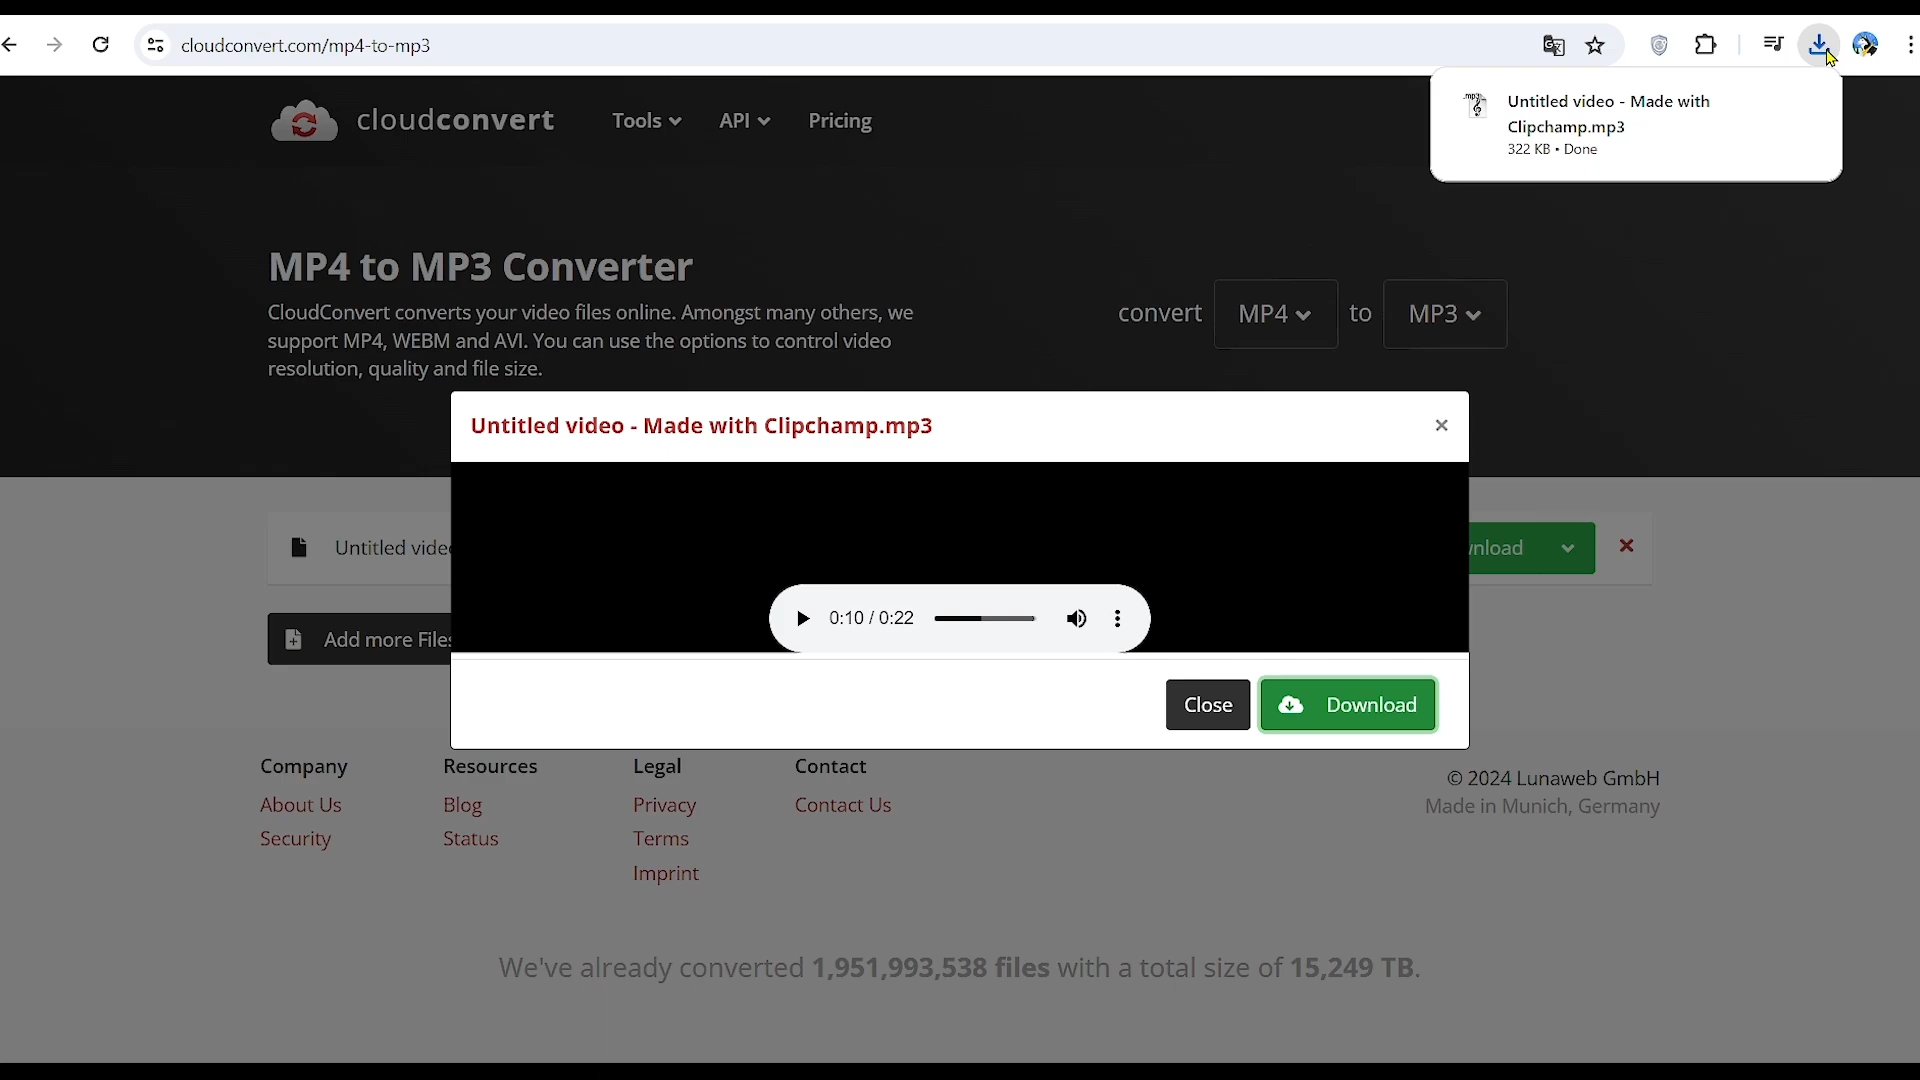 cloudconvert.com/mp4-to-mp3
.mp3
Untitled video - Made with
Clipchamp.mp3
322 KB • Done
cloudconvert
Tools
API
Pricing
MP4 to MP3 Converter
CloudConvert converts your video files online. Amongst many others, we
support MP4, WEBM and AVI. You can use the options to control video
resolution, quality and file size.
convert MP4 to MP3
Untitled video - Made with Clipchamp.mp3
×
Untitled vide
nload
Add more Files
0:10 / 0:22
Close
Download
Company
About Us
Security
Resources
Blog
Status
Legal
Privacy
Terms
Imprint
Contact
Contact Us
© 2024 Lunaweb GmbH
Made in Munich, Germany
We've already converted 1,951,993,538 files with a total size of 15,249 TB.